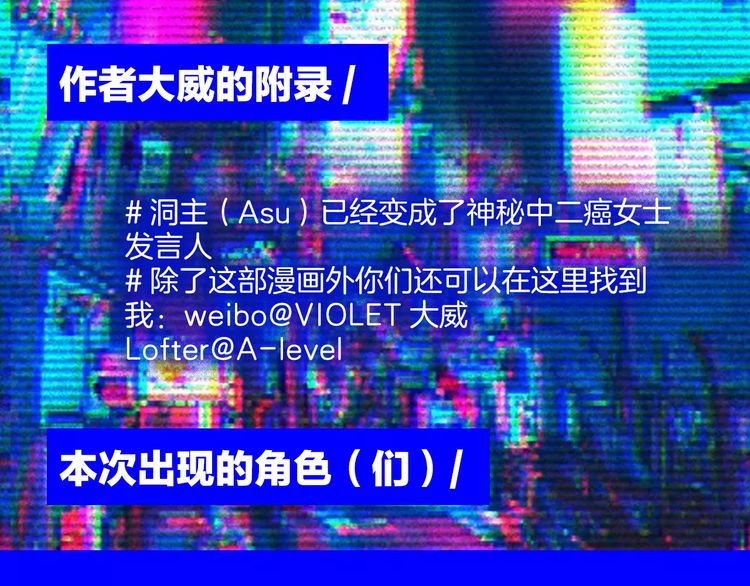 作者大威的附录 /
# 洞主（Asu）已经变成了神秘中二癌女士
发言人
# 除了这部漫画外你们还可以在这里找到
我：weibo@VIOLET 大威
Lofter@A-level
本次出现的角色（们）/